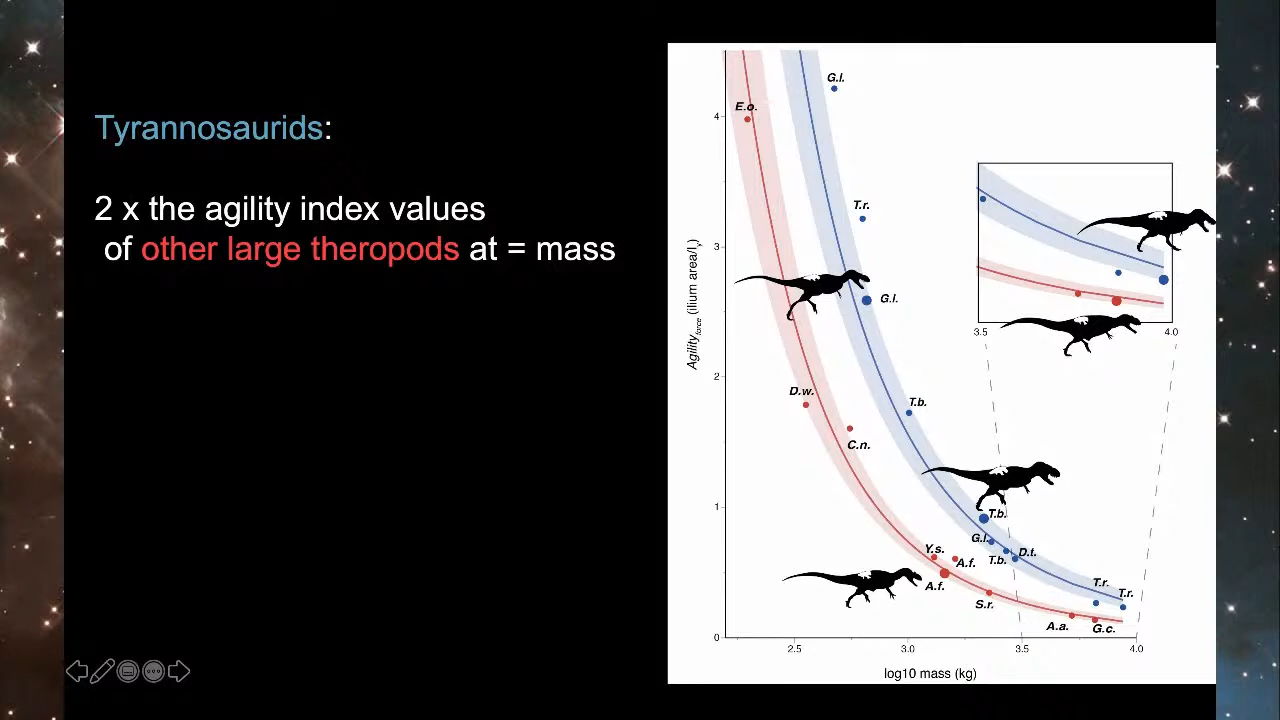 Tyrannosaurids:
2 x the agility index values
of other large theropods at = mass
G.l.
E.o.
4
T.r.
3
G.l.
3.5
4.0
Agility force (ilium area/Iy)
2
D.w.
T.b.
C.n.
1
T.b.
G.l.
Y.s.
T.b.
D.t.
A.f.
A.f.
T.r.
T.r.
S.r.
A.a.
G.c.
0
2.5
3.0
3.5
4.0
log10 mass (kg)